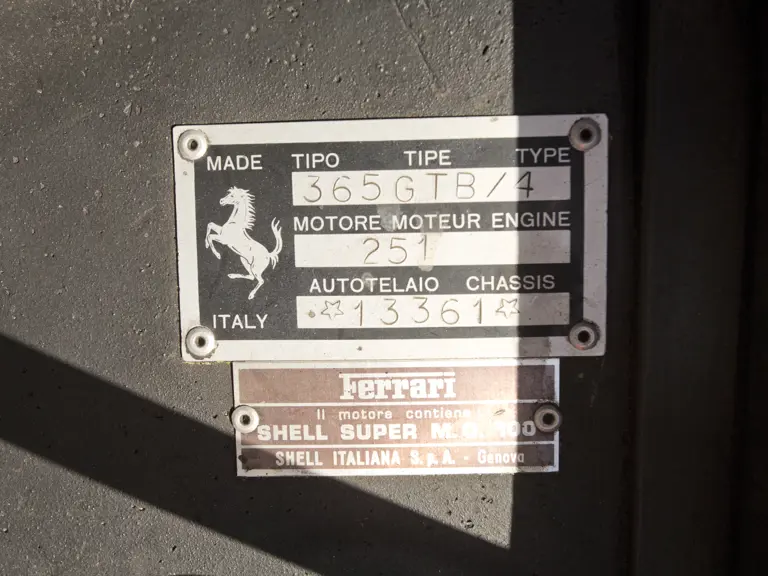 MADE TIPO TIPE TYPE
365GTB/4
MOTORE MOTEUR ENGINE
251
AUTOTELAIO CHASSIS
☆13361☆
ITALY
Ferrari
Il motore contiene
SHELL SUPER M.O. 100
SHELL ITALIANA S.p.A. - Genova